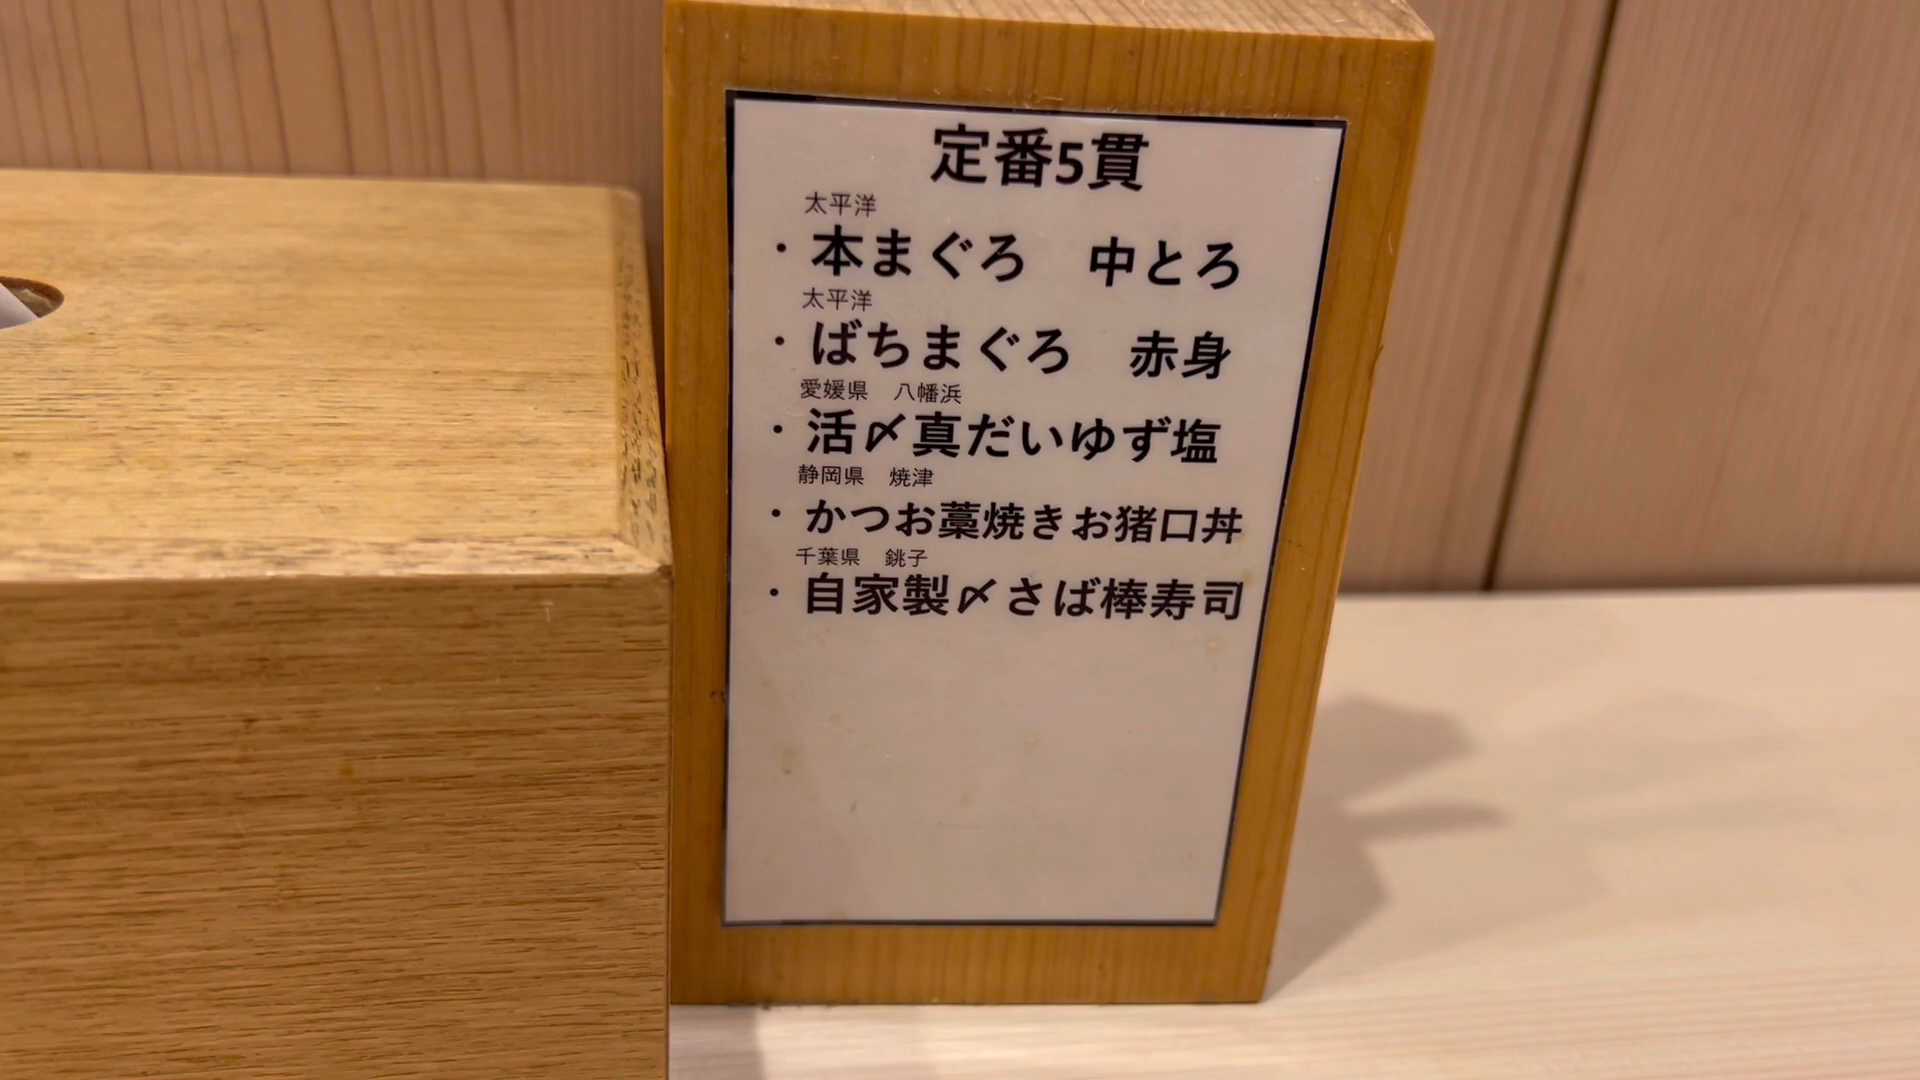 定番5貫
太平洋
・本まぐろ　中とろ
太平洋
・ばちまぐろ　赤身
愛媛県　八幡浜
・活〆真だいゆず塩
静岡県　焼津
・かつお藁焼きお猪口丼
千葉県　銚子
・自家製〆さば棒寿司